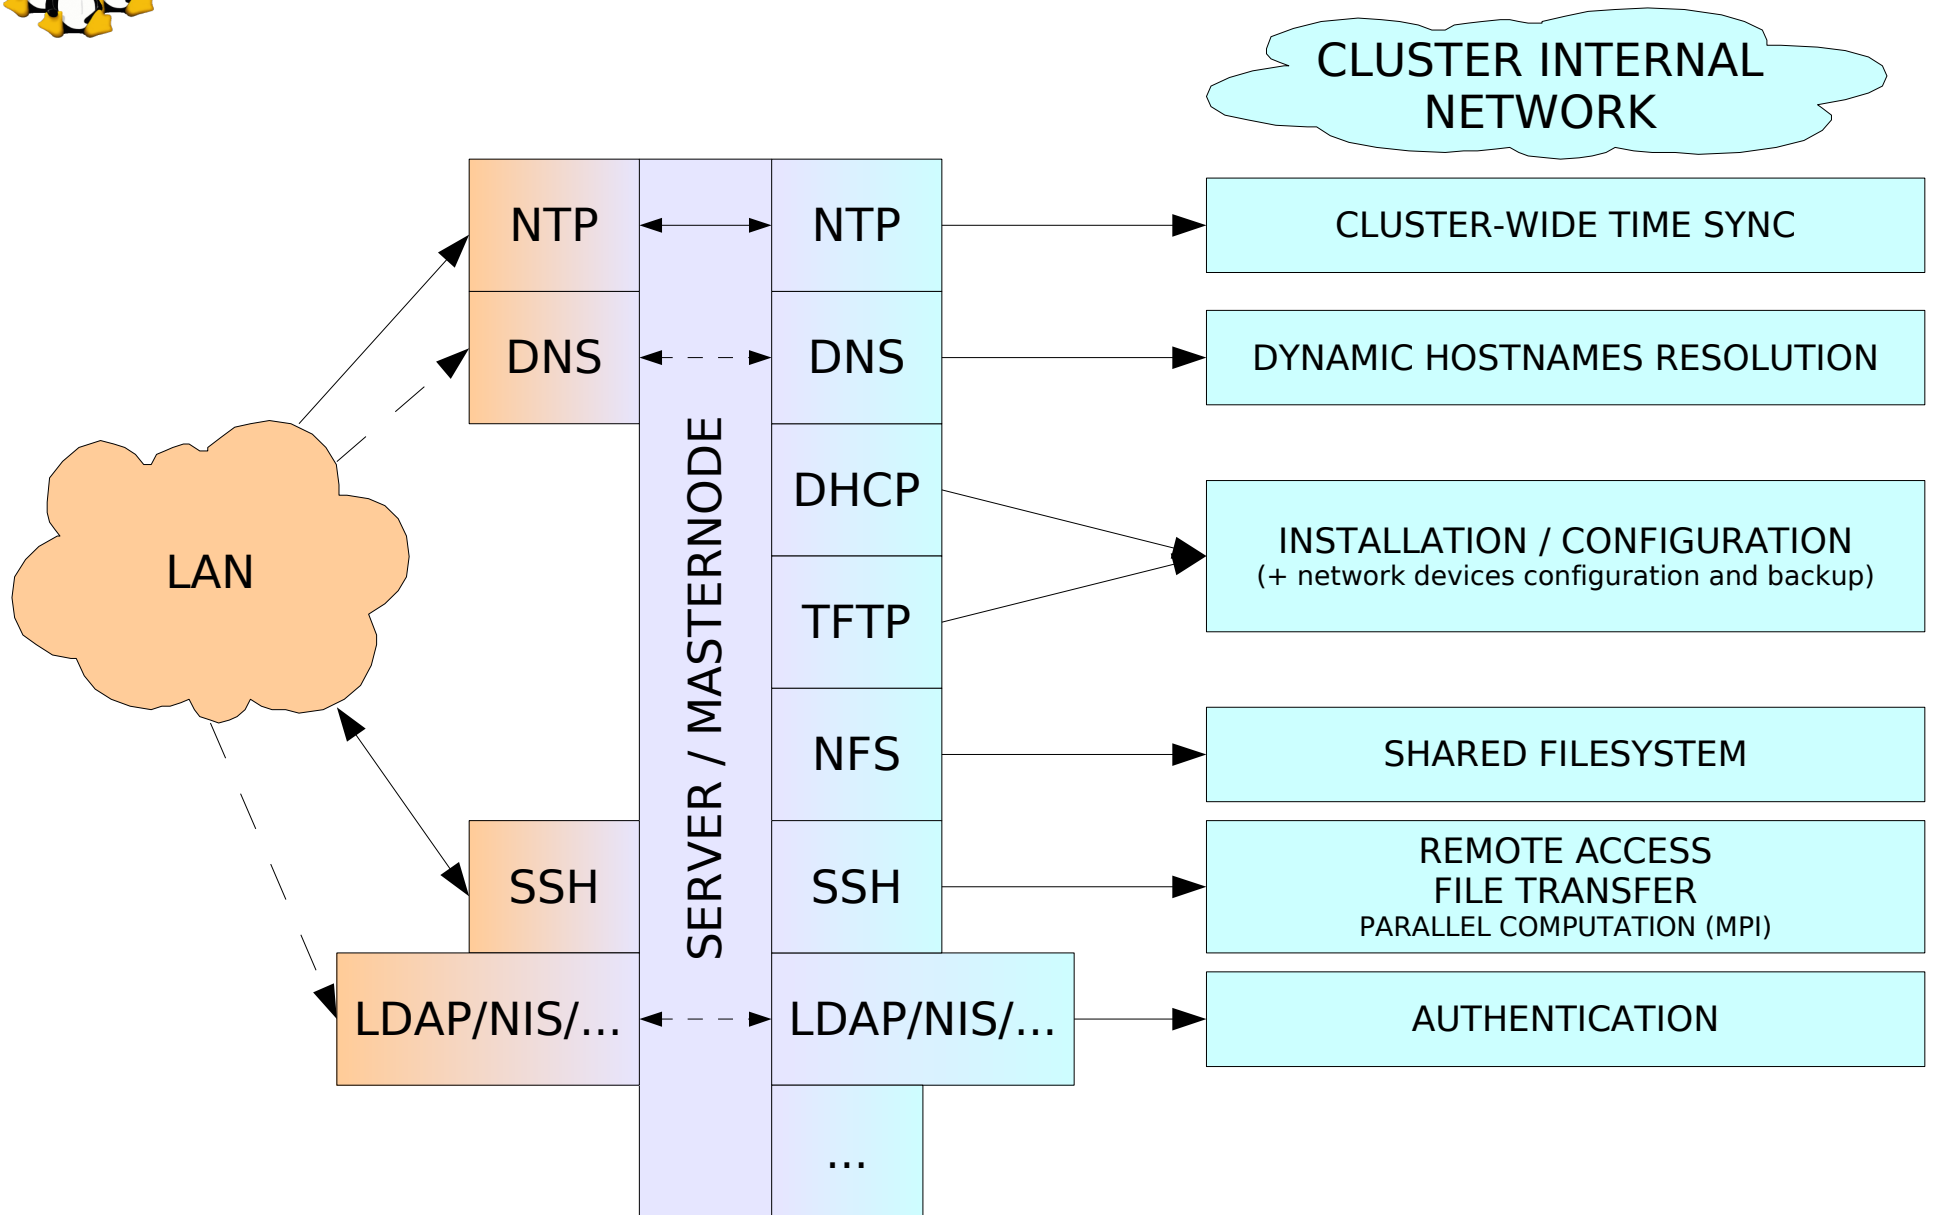 CLUSTER INTERNAL
NETWORK
NTP
NTP
CLUSTER-WIDE TIME SYNC
DNS
DNS
DYNAMIC HOSTNAMES RESOLUTION
SERVER / MASTERNODE
DHCP
INSTALLATION / CONFIGURATION
(+ network devices configuration and backup)
LAN
TFTP
NFS
SHARED FILESYSTEM
SSH
SSH
REMOTE ACCESS
FILE TRANSFER
PARALLEL COMPUTATION (MPI)
LDAP/NIS/...
LDAP/NIS/...
AUTHENTICATION
...